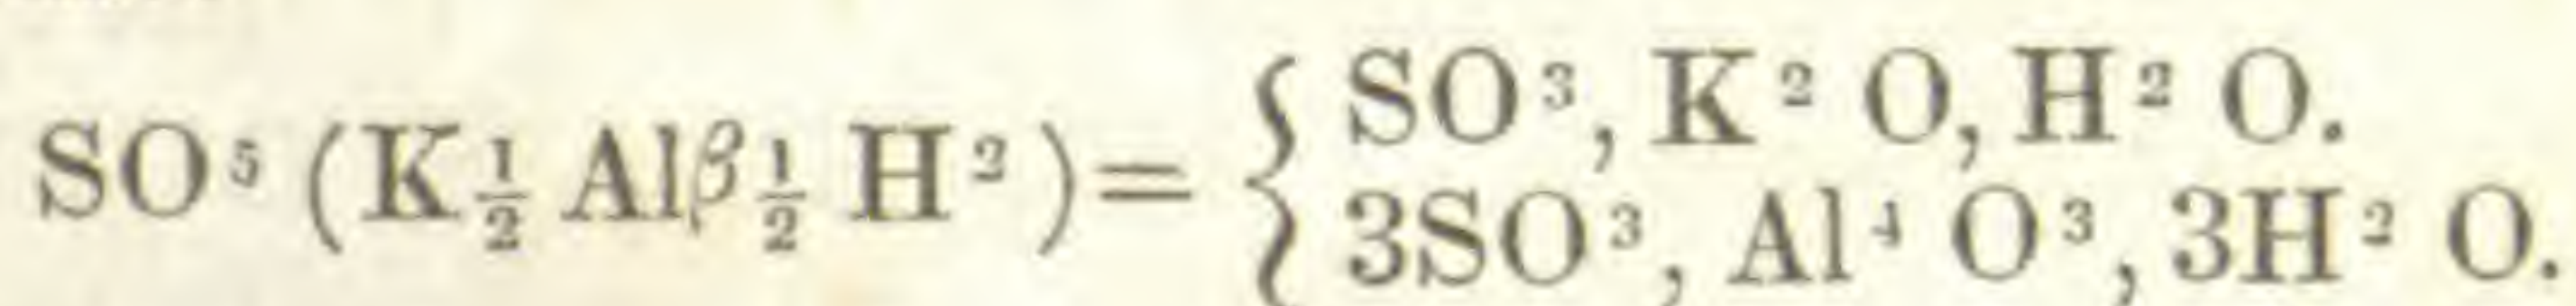 SO⁵ (K½ Alβ½ H²) = { SO³, K² O, H² O.
3SO³, Al⁴ O³, 3H² O.